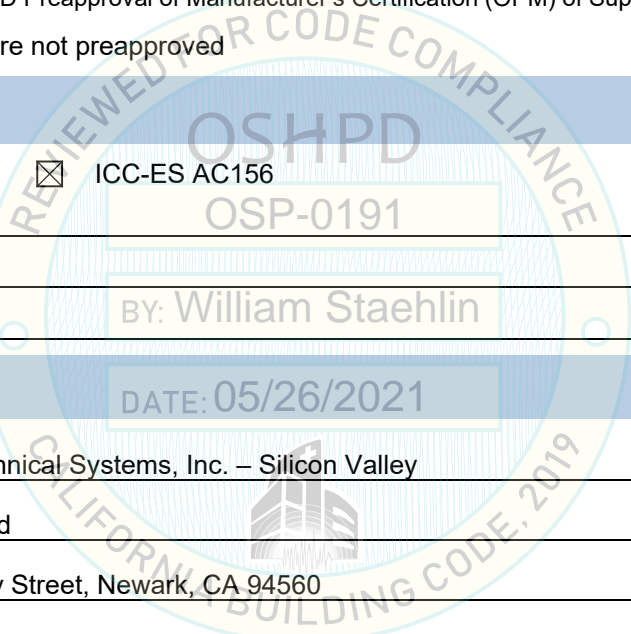 D Preapproval of Manufacturer's Certification (OPM) of Sup
re not preapproved
REVIEWED FOR CODE COMPLIANCE
OSHPD
ICC-ES AC156
OSP-0191
BY: William Staehlin
DATE: 05/26/2021
hnical Systems, Inc. – Silicon Valley
d
y Street, Newark, CA 94560
CALIFORNIA BUILDING CODE, 2019